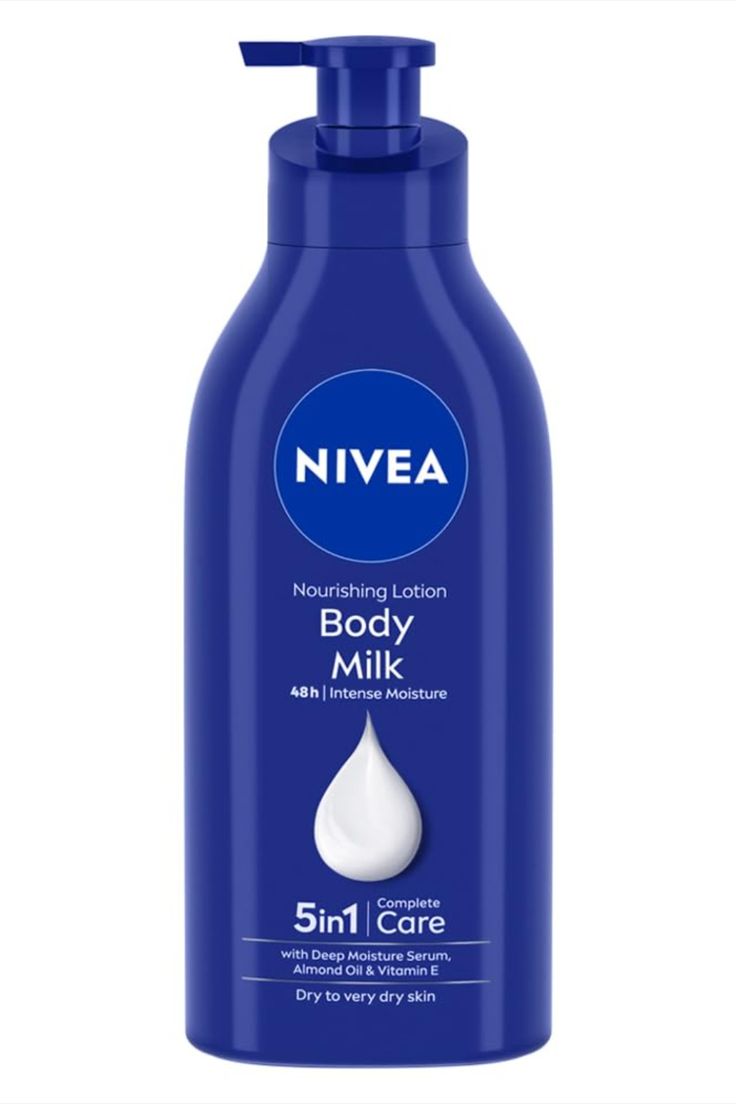 NIVEA
Nourishing Lotion
Body
Milk
48h | Intense Moisture
5in1 | Complete Care
with Deep Moisture Serum,
Almond Oil & Vitamin E
Dry to very dry skin